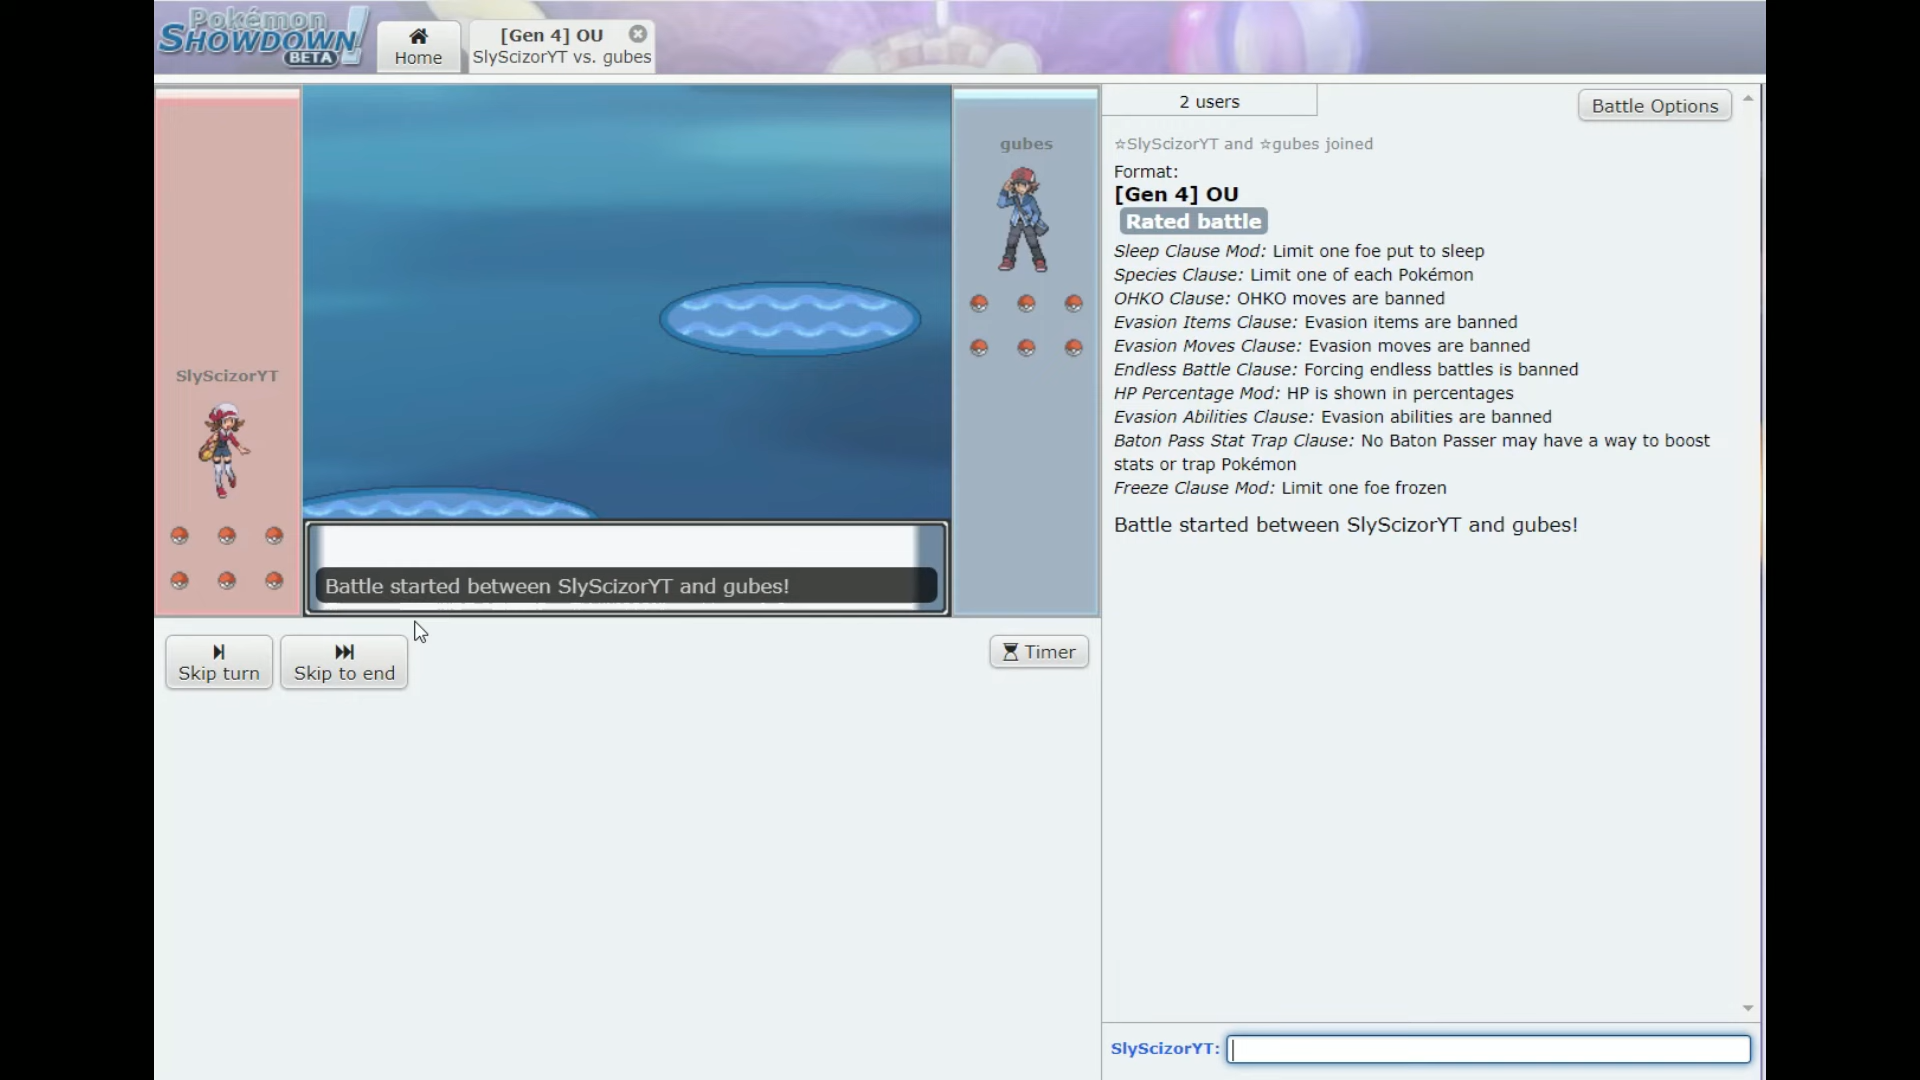 Pokémon
SHOWDOWN!
BETA
Home
[Gen 4] OU
SlyScizorYT vs. gubes
SlyScizorYT
gubes
Battle started between SlyScizorYT and gubes!
Skip turn
Skip to end
Timer
2 users
Battle Options
☆SlyScizorYT and ☆gubes joined
Format:
[Gen 4] OU
Rated battle
Sleep Clause Mod: Limit one foe put to sleep
Species Clause: Limit one of each Pokémon
OHKO Clause: OHKO moves are banned
Evasion Items Clause: Evasion items are banned
Evasion Moves Clause: Evasion moves are banned
Endless Battle Clause: Forcing endless battles is banned
HP Percentage Mod: HP is shown in percentages
Evasion Abilities Clause: Evasion abilities are banned
Baton Pass Stat Trap Clause: No Baton Passer may have a way to boost
stats or trap Pokémon
Freeze Clause Mod: Limit one foe frozen
Battle started between SlyScizorYT and gubes!
SlyScizorYT: